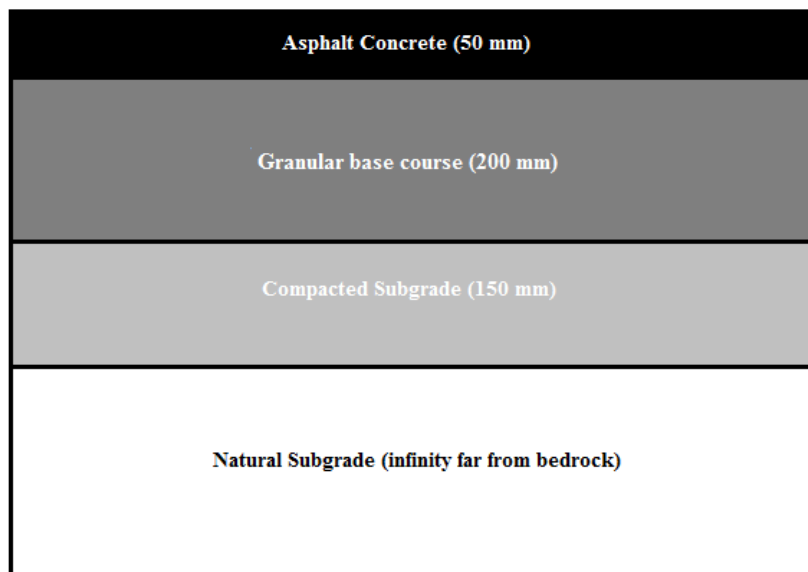 Asphalt Concrete (50 mm)
Granular base course (200 mm)
Compacted Subgrade (150 mm)
Natural Subgrade (infinity far from bedrock)